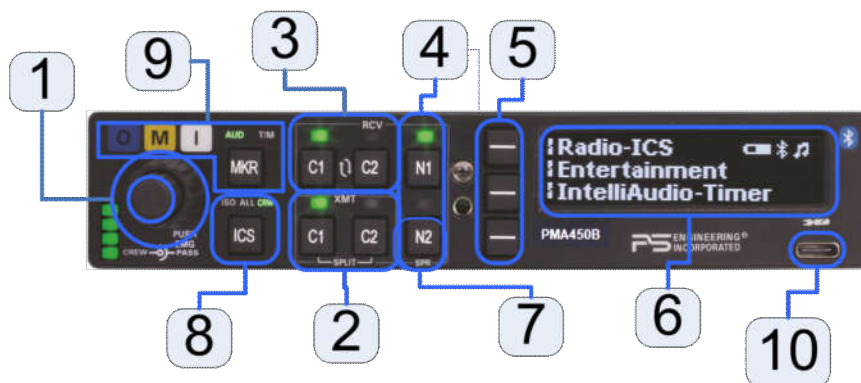 3
4
5
1
9
O M I
AUD T/M
RCV
MKR
C1 C2
N1
Radio-ICS
Entertainment
IntelliAudio-Timer
ISO ALL CRW
XMT
PUSH
EMG
PASS
CREW
ICS
C1 C2
N2
SPLIT
SPR
PMA450B
PS ENGINEERING®
INCORPORATED
8
2
7
6
10